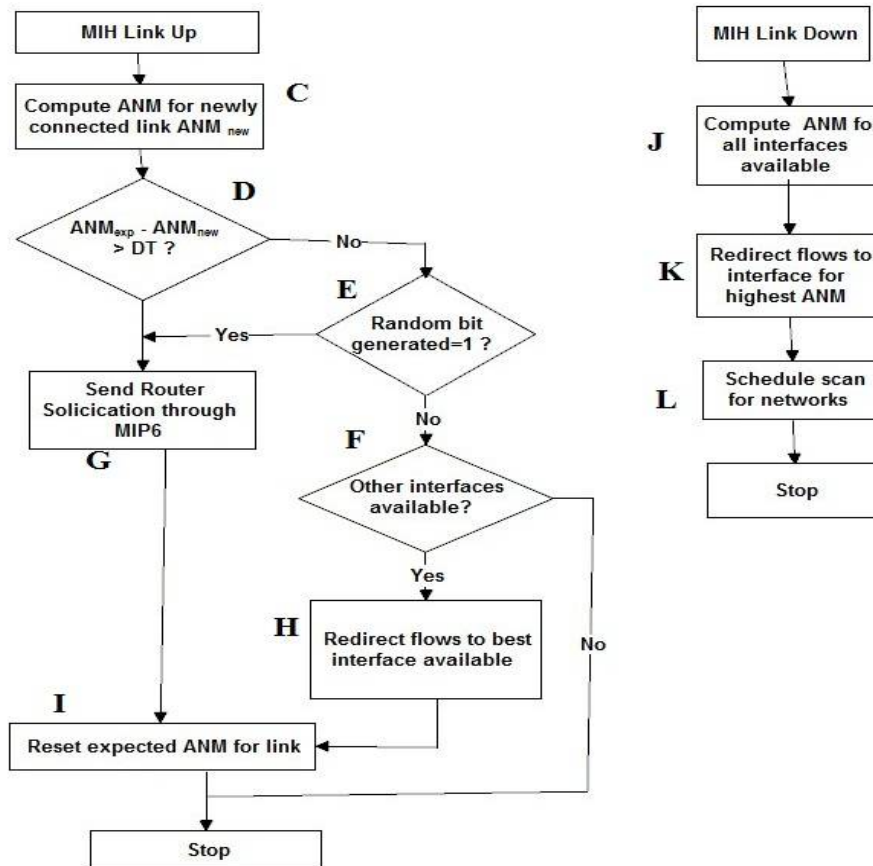 MIH Link Up
C
Compute ANM for newly
connected link ANM new
D
ANMexp - ANMnew
> DT ?
No
E
Random bit
generated=1 ?
Yes
Send Router
Solicication through
MIP6
G
No
F
Other interfaces
available?
Yes
H
Redirect flows to best
interface available
No
I
Reset expected ANM for link
Stop
MIH Link Down
J
Compute ANM for
all interfaces
available
K
Redirect flows to
interface for
highest ANM
L
Schedule scan
for networks
Stop